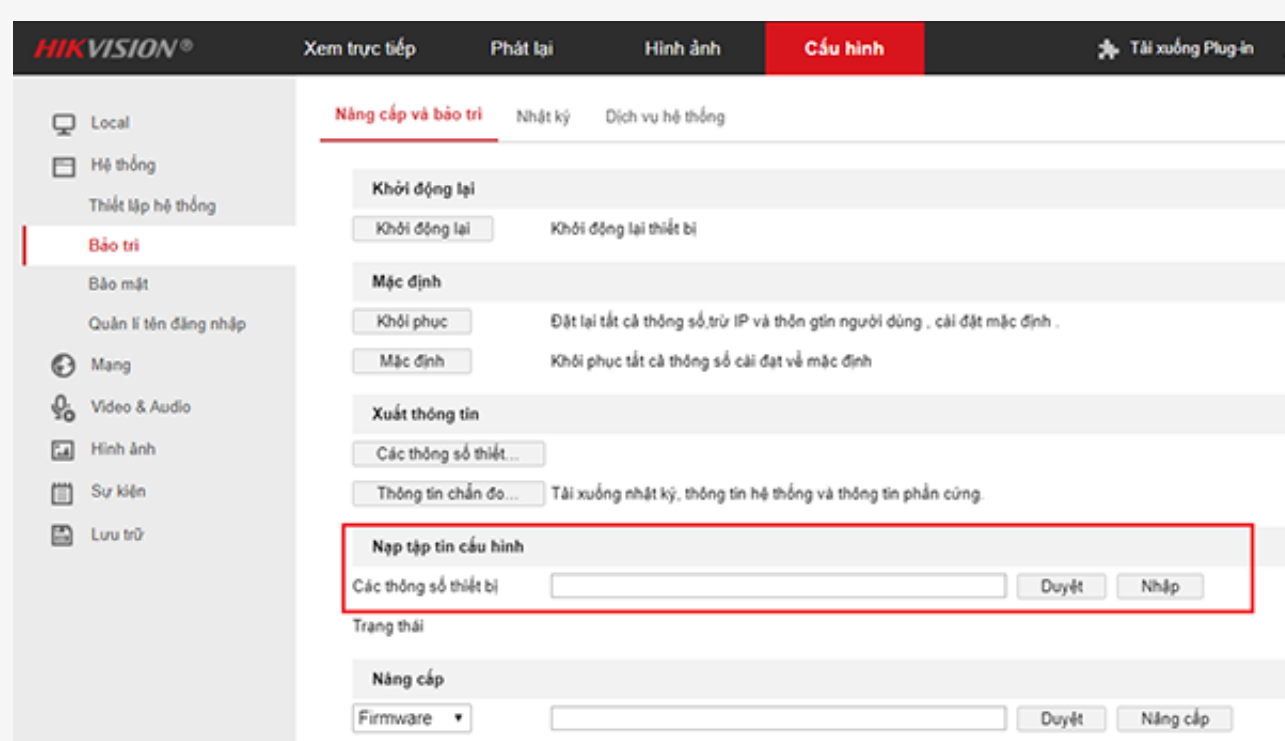 HIKVISION®
Xem trực tiếp
Phát lại
Hình ảnh
Cấu hình
Tải xuống Plug-in
Local
Hệ thống
Thiết lập hệ thống
Bảo trì
Bảo mật
Quản lí tên đăng nhập
Mạng
Video & Audio
Hình ảnh
Sự kiện
Lưu trữ
Nâng cấp và bảo trì
Nhật ký
Dịch vụ hệ thống
Khởi động lại
Khởi động lại
Khởi động lại thiết bị
Mặc định
Khôi phục
Đặt lại tất cả thông số,trừ IP và thôn gtin người dùng , cài đặt mặc định .
Mặc định
Khôi phục tất cả thông số cài đạt về mặc định
Xuất thông tin
Các thông số thiết...
Thông tin chẩn đo...
Tải xuống nhật ký, thông tin hệ thống và thông tin phần cứng.
Nạp tập tin cấu hình
Các thông số thiết bị
Duyệt
Nhập
Trạng thái
Nâng cấp
Firmware
Duyệt
Nâng cấp